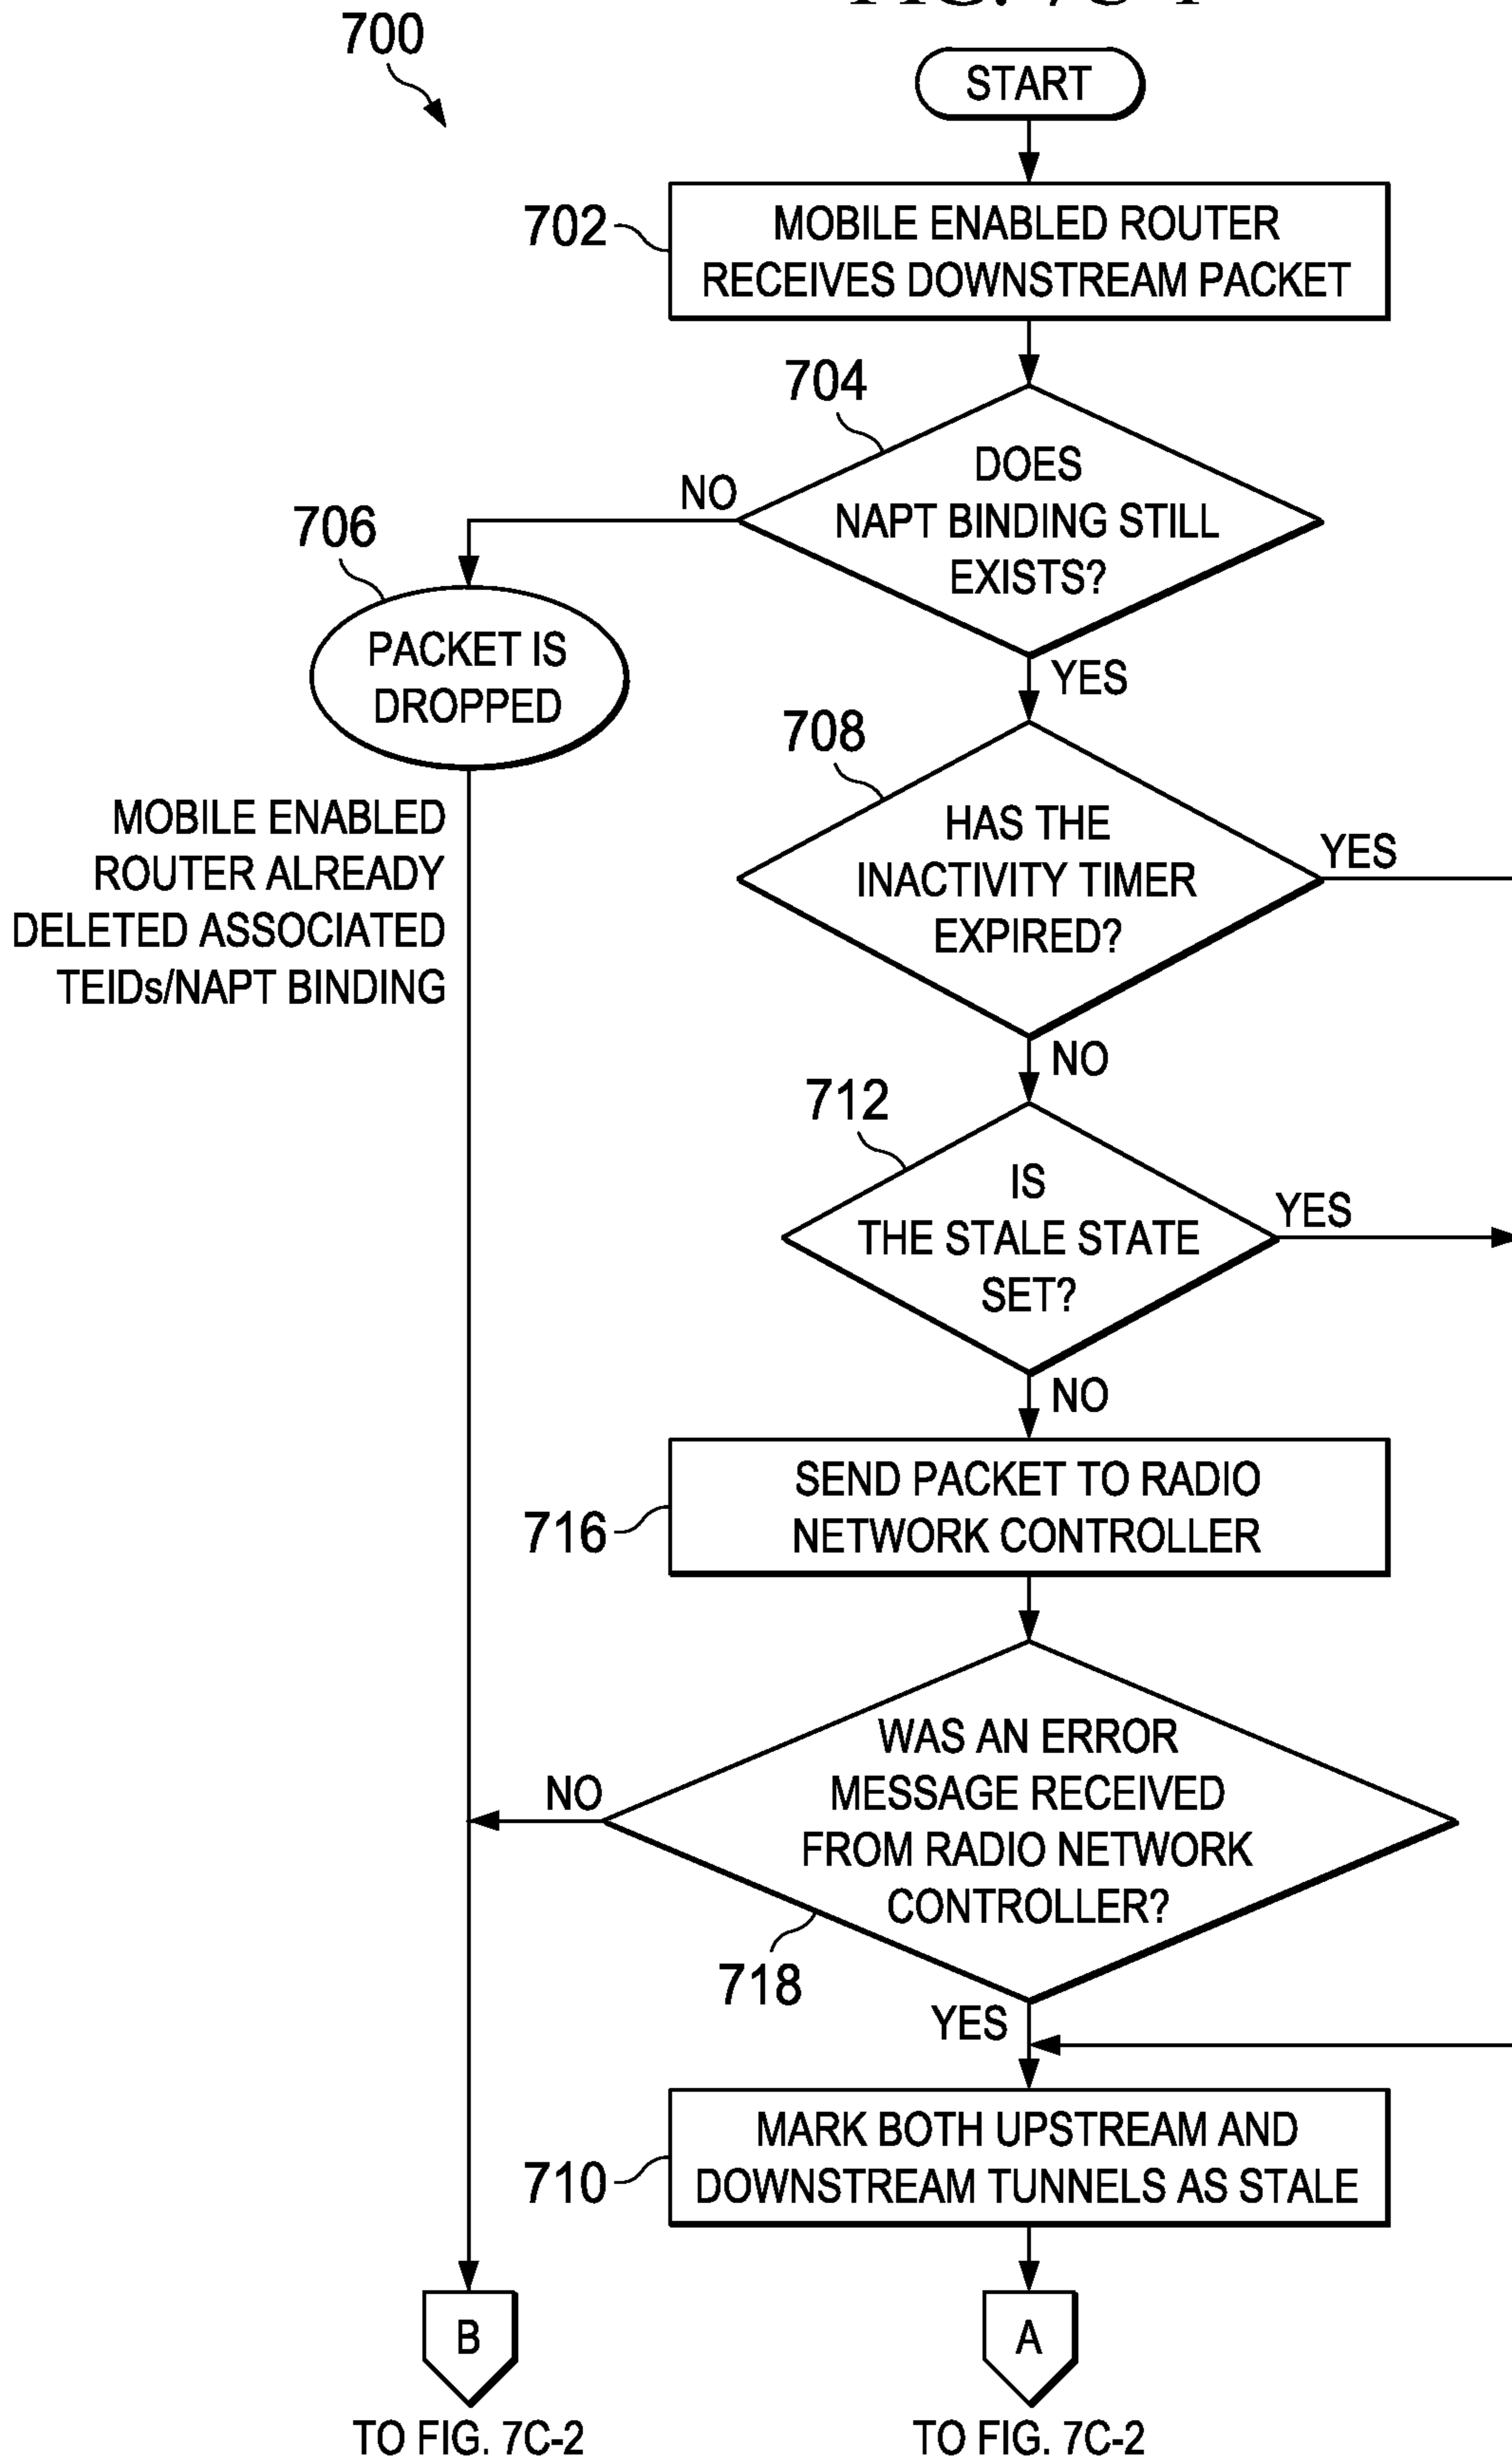 700
START
702
MOBILE ENABLED ROUTER
RECEIVES DOWNSTREAM PACKET
704
DOES
NAPT BINDING STILL
EXISTS?
NO
YES
706
PACKET IS
DROPPED
MOBILE ENABLED
ROUTER ALREADY
DELETED ASSOCIATED
TEIDs/NAPT BINDING
708
HAS THE
INACTIVITY TIMER
EXPIRED?
YES
NO
712
IS
THE STALE STATE
SET?
YES
NO
716
SEND PACKET TO RADIO
NETWORK CONTROLLER
WAS AN ERROR
MESSAGE RECEIVED
FROM RADIO NETWORK
CONTROLLER?
NO
718
YES
710
MARK BOTH UPSTREAM AND
DOWNSTREAM TUNNELS AS STALE
B
A
TO FIG. 7C-2
TO FIG. 7C-2